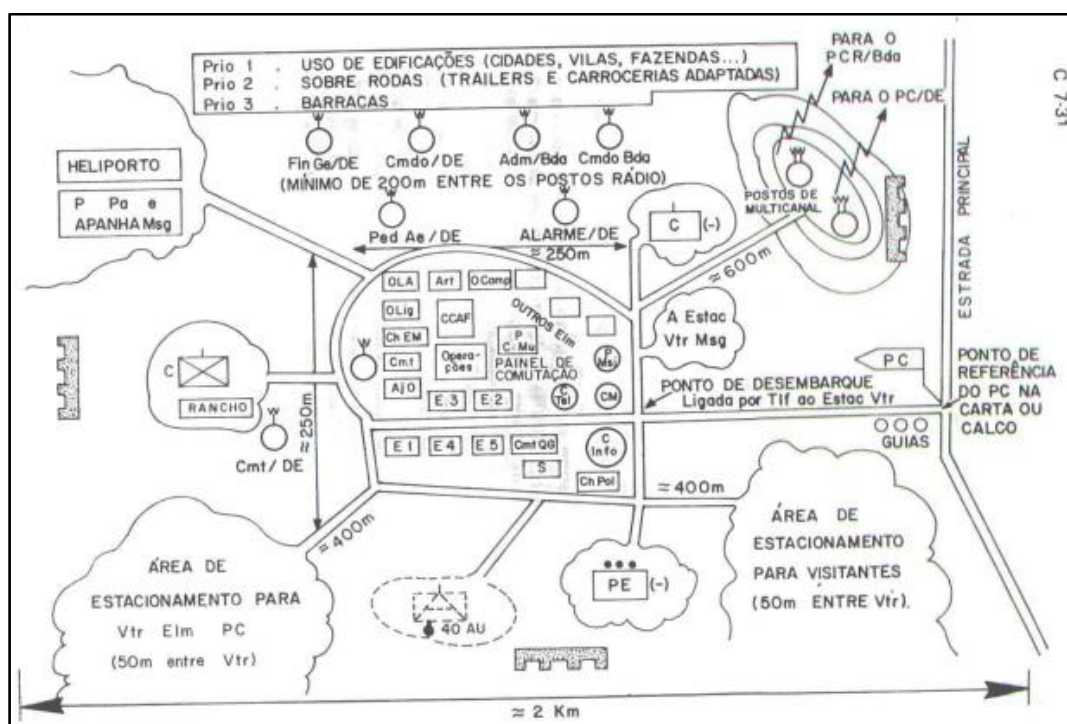 Prio 1 . USO DE EDIFICAÇÕES (CIDADES, VILAS, FAZENDAS...)
Prio 2 . SOBRE RODAS (TRAILERS E CARROCERIAS ADAPTADAS)
Prio 3 . BARRACAS
PARA O
PCR/Bda
PARA O PC/DE
C 7-31
HELIPORTO
P Pa e
APANHA Msg
Fin Ge/DE
Cmdo/DE
Adm/Bda
Cmdo Bda
(MÍNIMO DE 200m ENTRE OS POSTOS RÁDIO)
Ped Ae/DE
ALARME/DE
≈250m
C (-)
POSTOS DE
MULTICANAL
≈600m
ESTRADA PRINCIPAL
OLA
Art
O Comp
O Lig
CCAF
OUTROS Elm
Ch EM
P
C Mu
Cmt
Operações
PAINEL DE
COMUTAÇÃO
P
Msj
Aj O
E 3
E 2
C
Tel
CM
A Estac
Vtr Msg
PC
PONTO DE
REFERÊNCIA
DO PC NA
CARTA OU
CALCO
PONTO DE DESEMBARQUE
Ligada por Tlf ao Estac Vtr
GUIAS
C
RANCHO
Cmt/DE
≈250m
E 1
E 4
E 5
Cmt QG
S
C
Info
Ch Pol
≈400m
≈400m
ÁREA DE
ESTACIONAMENTO PARA
Vtr Elm PC
(50m entre Vtr)
40 AU
PE (-)
ÁREA DE
ESTACIONAMENTO
PARA VISITANTES
(50m ENTRE Vtr).
≈ 2 Km